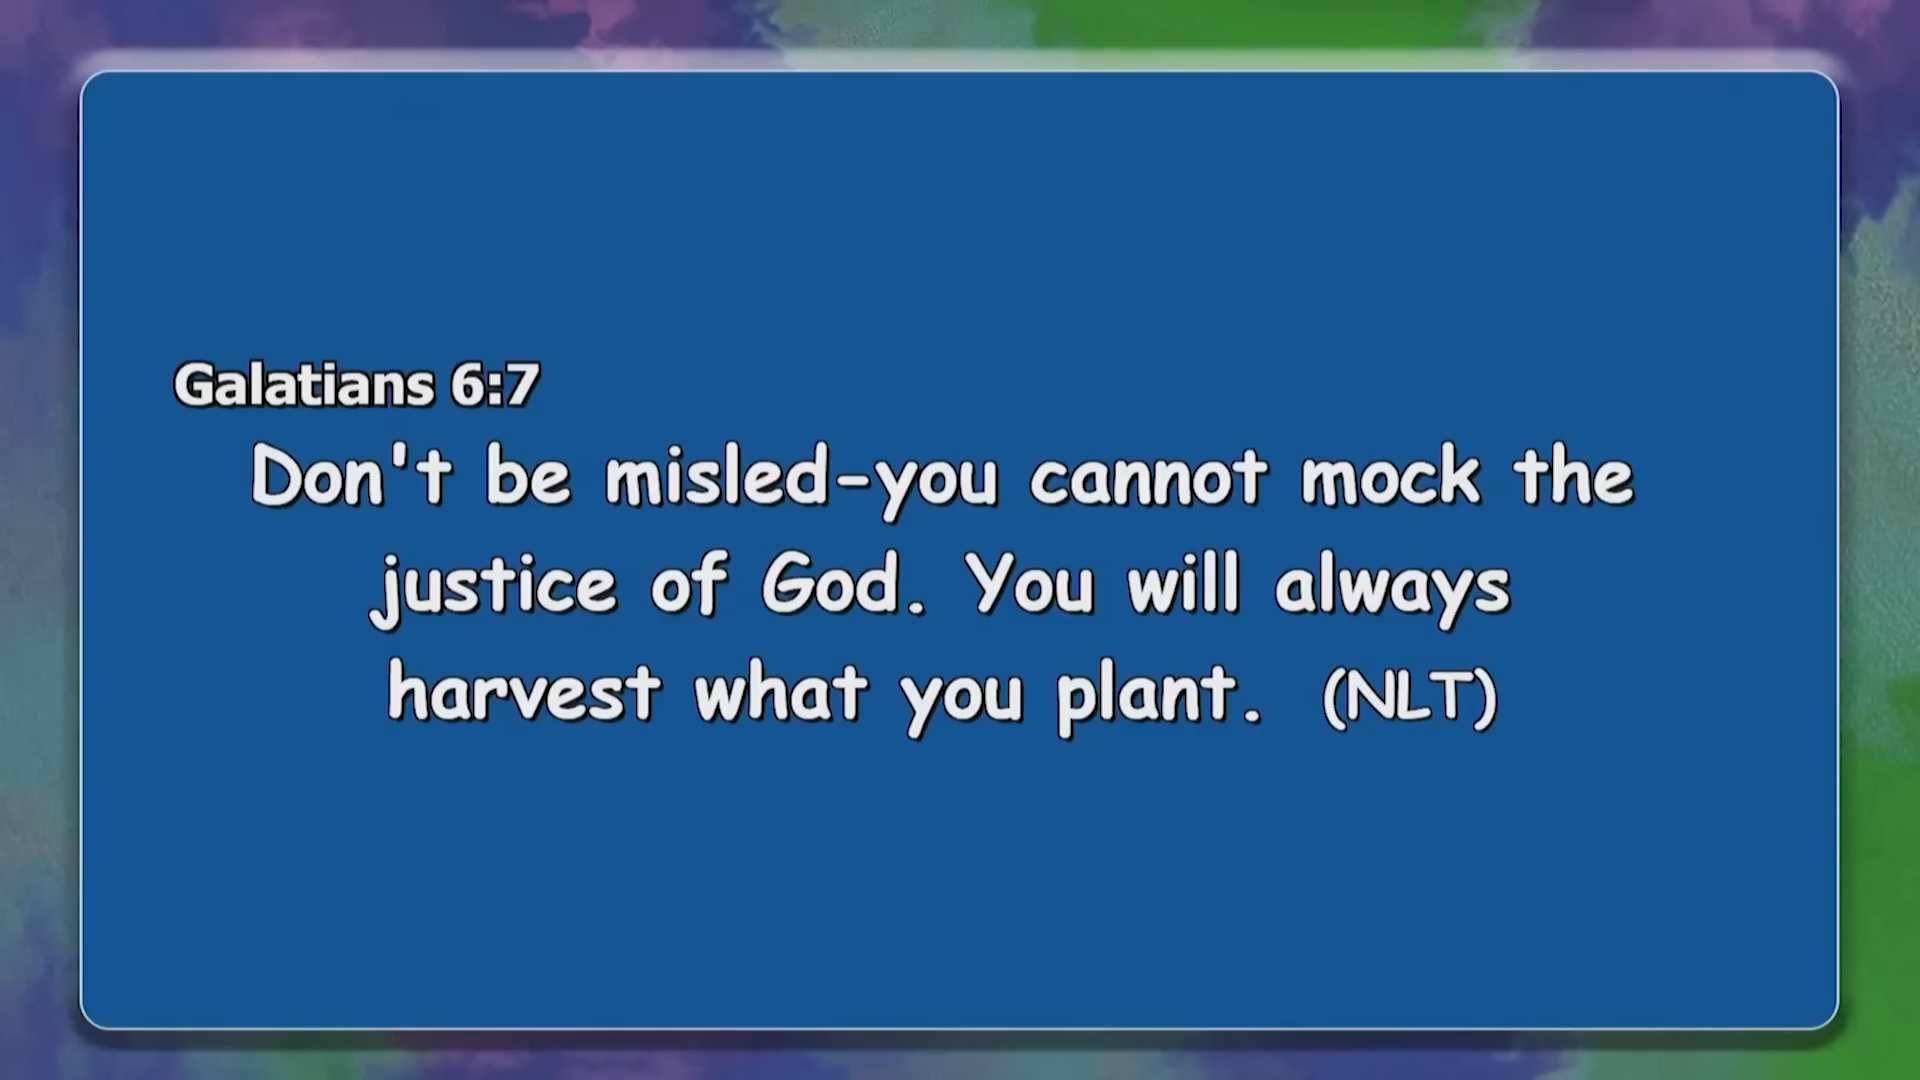 Galatians 6:7
Don't be misled-you cannot mock the
justice of God. You will always
harvest what you plant. (NLT)